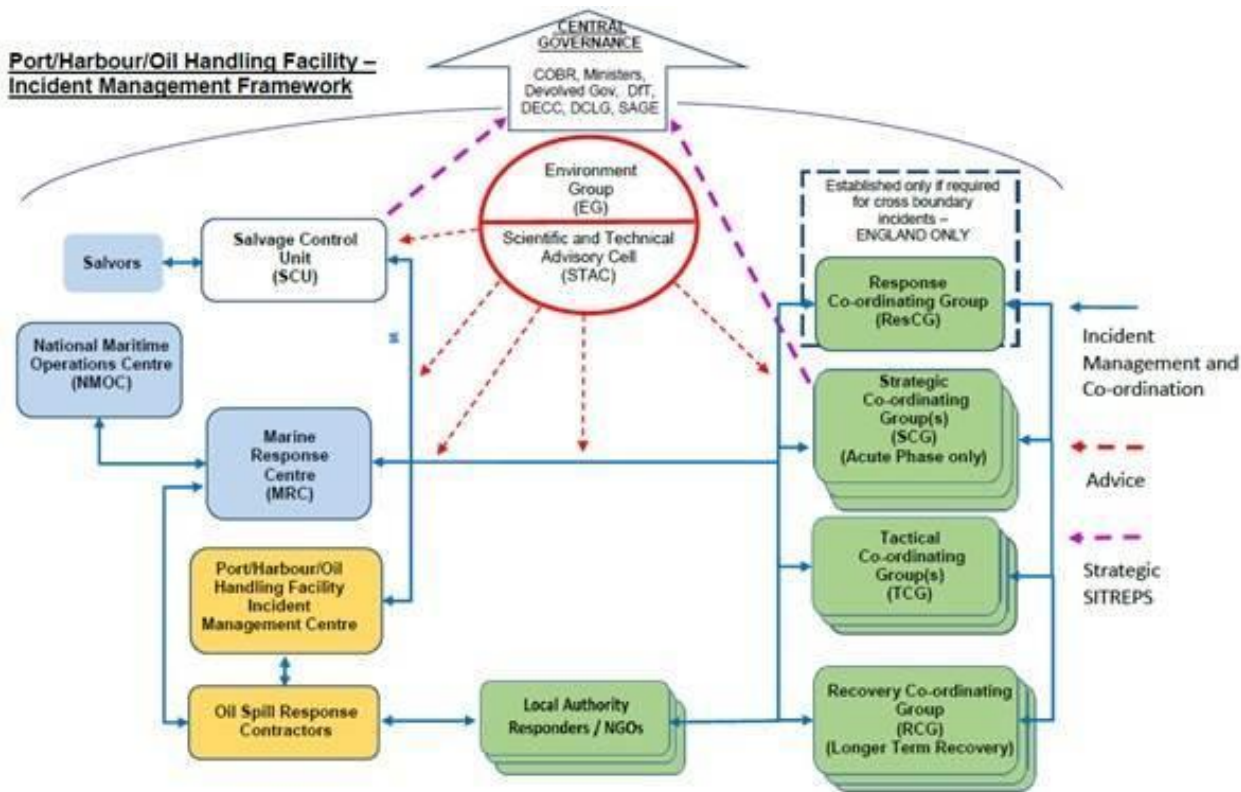 Port/Harbour/Oil Handling Facility –
Incident Management Framework
CENTRAL
GOVERNANCE
COBR, Ministers,
Devolved Gov, DfT,
DECC, DCLG, SAGE
Environment
Group
(EG)
Scientific and Technical
Advisory Cell
(STAC)
Established only if required
for cross boundary
incidents –
ENGLAND ONLY
Response
Co-ordinating Group
(ResCG)
Salvors
Salvage Control
Unit
(SCU)
National Maritime
Operations Centre
(NMOC)
Marine
Response
Centre
(MRC)
Port/Harbour/Oil
Handling Facility
Incident
Management Centre
Oil Spill Response
Contractors
Local Authority
Responders / NGOs
Strategic
Co-ordinating
Group(s)
(SCG)
(Acute Phase only)
Tactical
Co-ordinating
Group(s)
(TCG)
Recovery Co-ordinating
Group
(RCG)
(Longer Term Recovery)
Incident
Management and
Co-ordination
Advice
Strategic
SITREPS